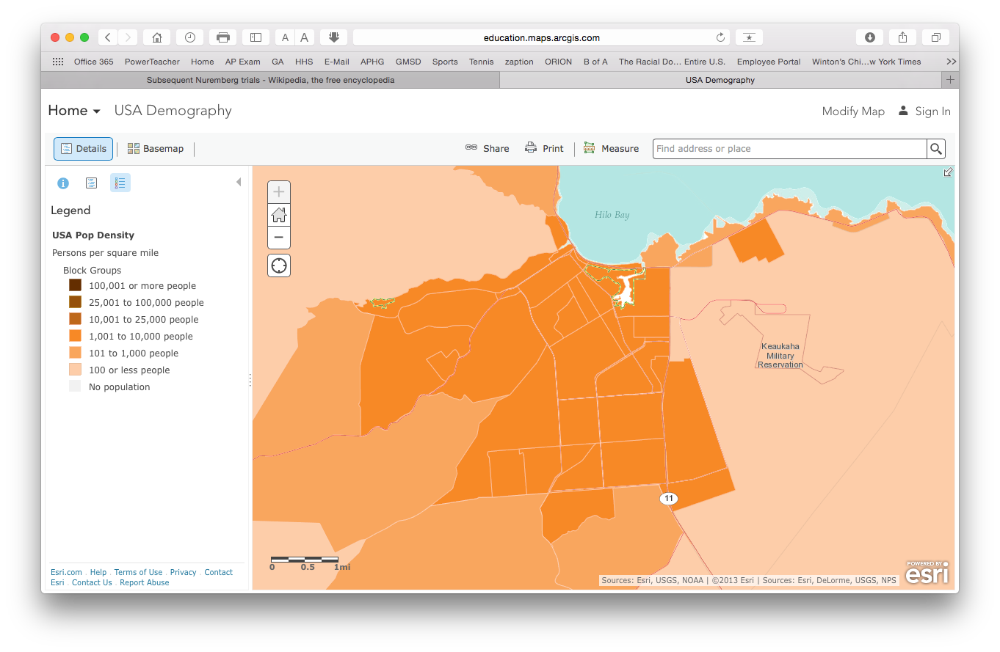 education.maps.arcgis.com
Office 365 PowerTeacher Home AP Exam GA HHS E-Mail APHG GMSD Sports Tennis zaption ORION B of A The Racial Do... Entire U.S. Employee Portal Winton's Chi...w York Times >>
Subsequent Nuremberg trials - Wikipedia, the free encyclopedia
USA Demography
Home USA Demography
Modify Map Sign In
Details Basemap Share Print Measure Find address or place
Legend
USA Pop Density
Persons per square mile
Block Groups
100,001 or more people
25,001 to 100,000 people
10,001 to 25,000 people
1,001 to 10,000 people
101 to 1,000 people
100 or less people
No population
Esri.com . Help . Terms of Use . Privacy . Contact
Esri . Contact Us . Report Abuse
Hilo Bay
Keaukaha
Military
Reservation
11
0 0.5 1mi
POWERED BY
esri
Sources: Esri, USGS, NOAA | ©2013 Esri | Sources: Esri, DeLorme, USGS, NPS